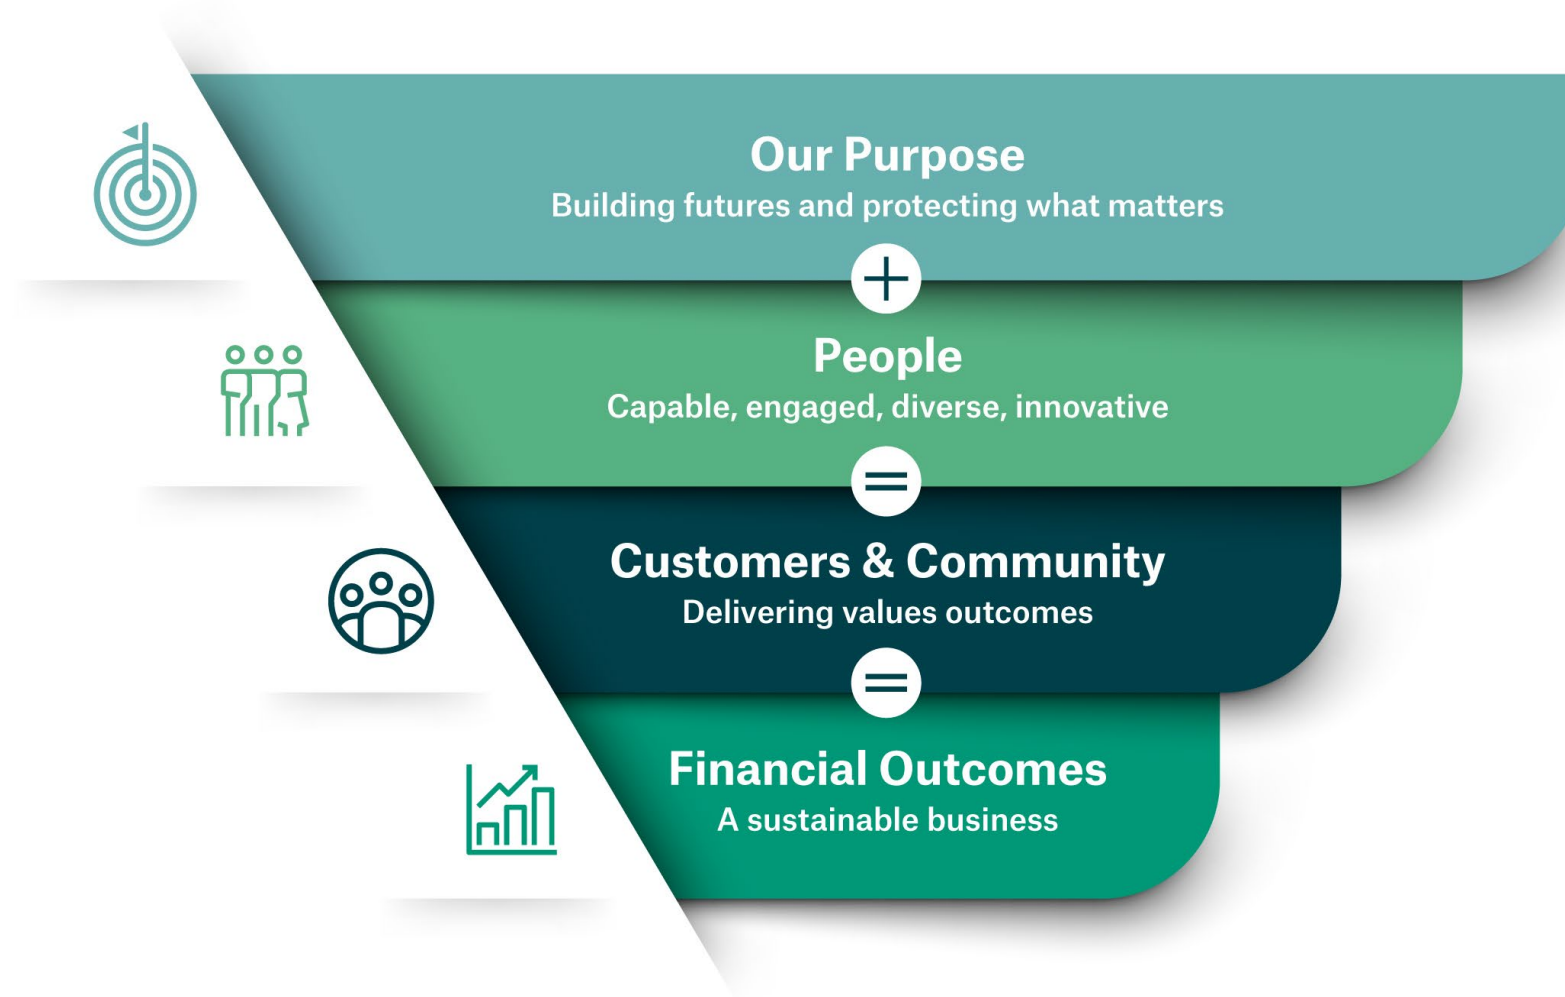 Our Purpose
Building futures and protecting what matters
+
People
Capable, engaged, diverse, innovative
=
Customers & Community
Delivering values outcomes
=
Financial Outcomes
A sustainable business